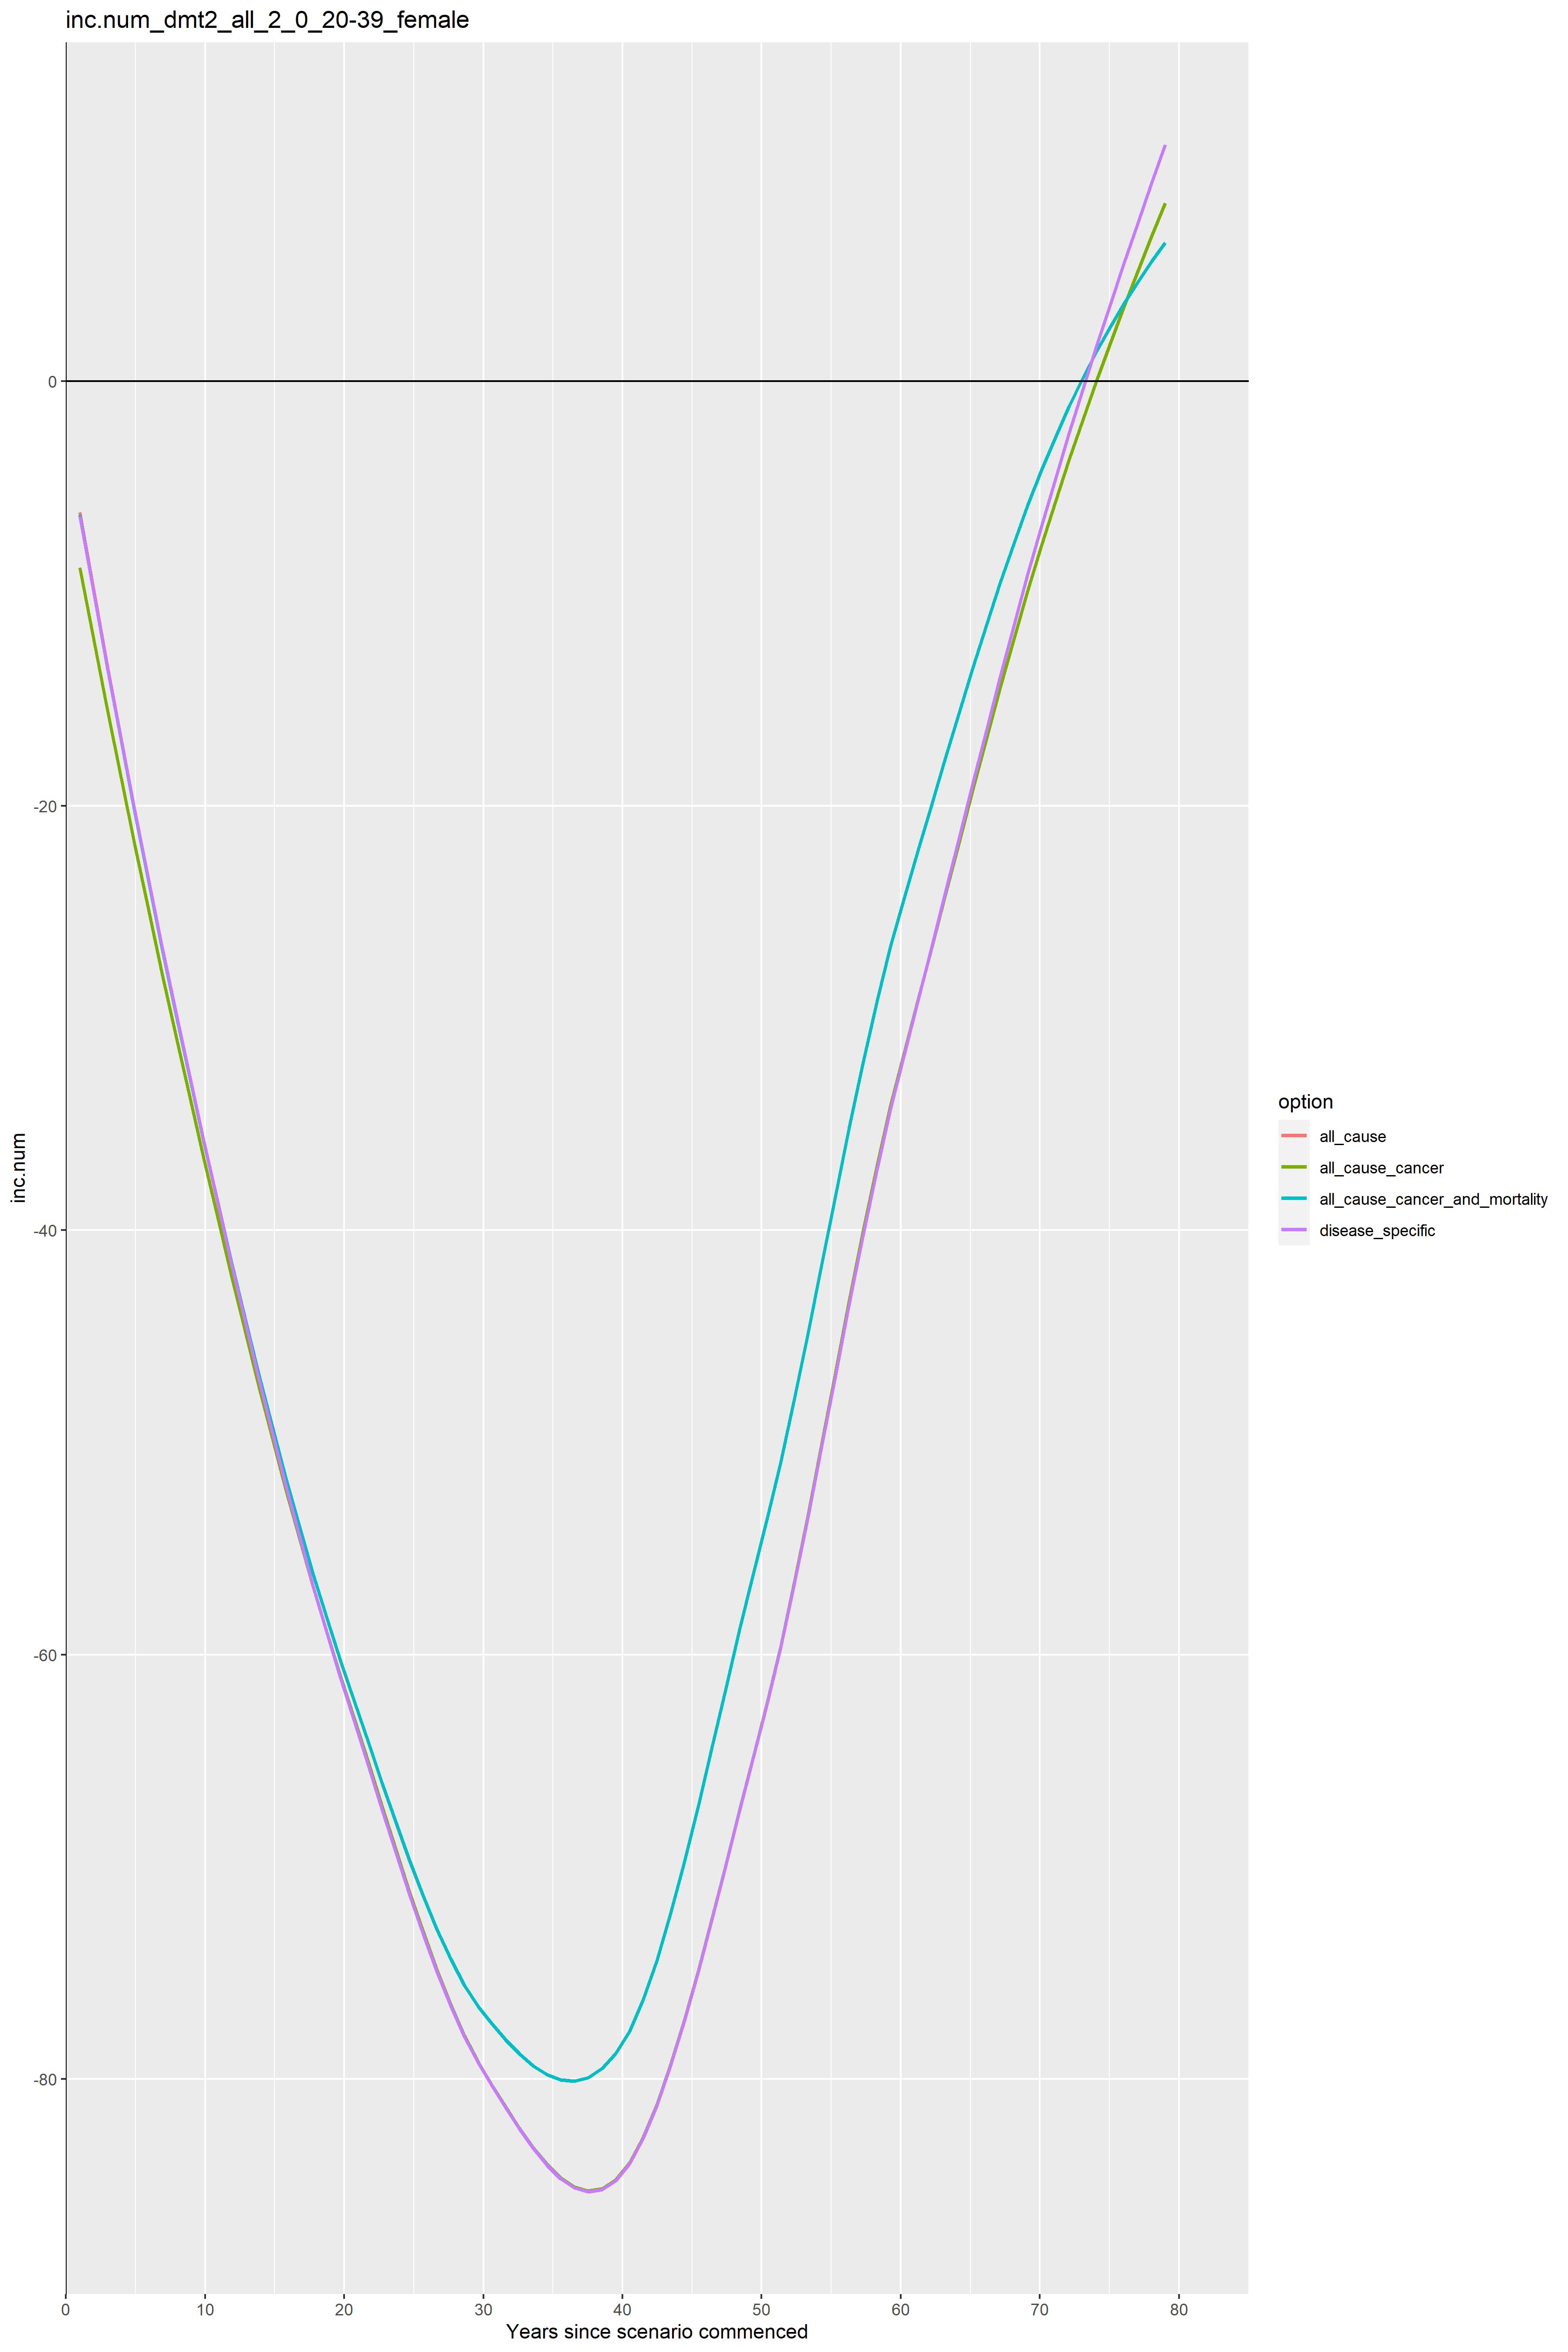 inc.num_dmt2_all_2_0_20-39_female
inc.num
0
-20
-40
-60
-80
0 10 20 30 40 50 60 70 80
Years since scenario commenced
option
all_cause
all_cause_cancer
all_cause_cancer_and_mortality
disease_specific